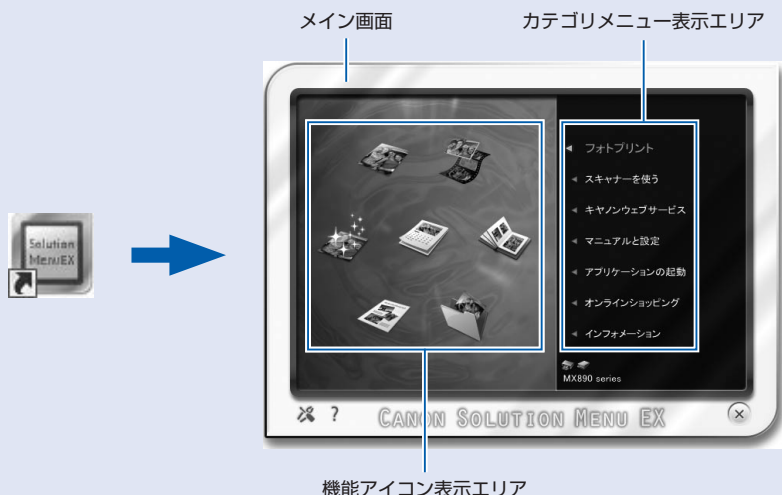 メイン画面
カテゴリメニュー表示エリア
フォトプリント
スキャナーを使う
キヤノンウェブサービス
マニュアルと設定
アプリケーションの起動
オンラインショッピング
インフォメーション
Solution
MenuEX
MX890 series
?
CANON SOLUTION MENU EX
機能アイコン表示エリア